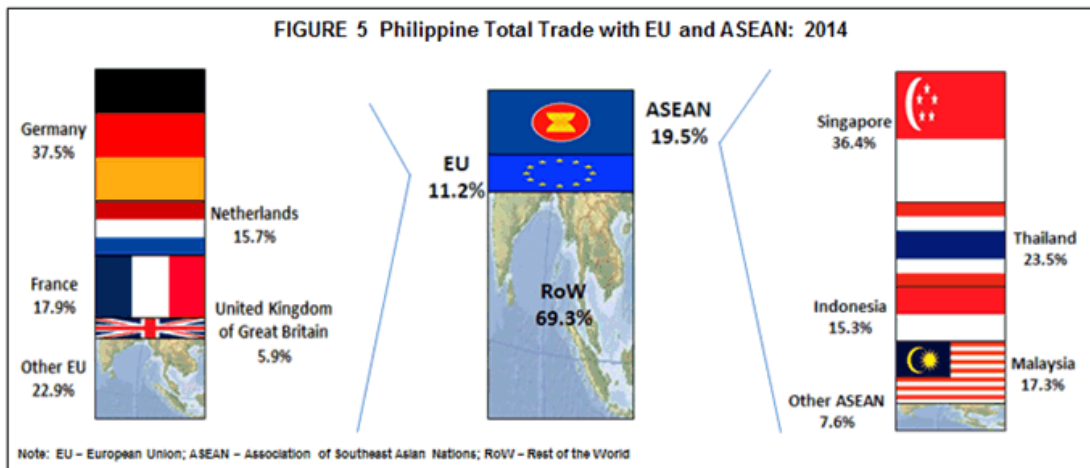 FIGURE 5 Philippine Total Trade with EU and ASEAN: 2014
Germany
37.5%
Netherlands
15.7%
France
17.9%
United Kingdom
of Great Britain
5.9%
Other EU
22.9%
EU
11.2%
ASEAN
19.5%
RoW
69.3%
Singapore
36.4%
Thailand
23.5%
Indonesia
15.3%
Malaysia
17.3%
Other ASEAN
7.6%
Note: EU – European Union; ASEAN – Association of Southeast Asian Nations; RoW – Rest of the World